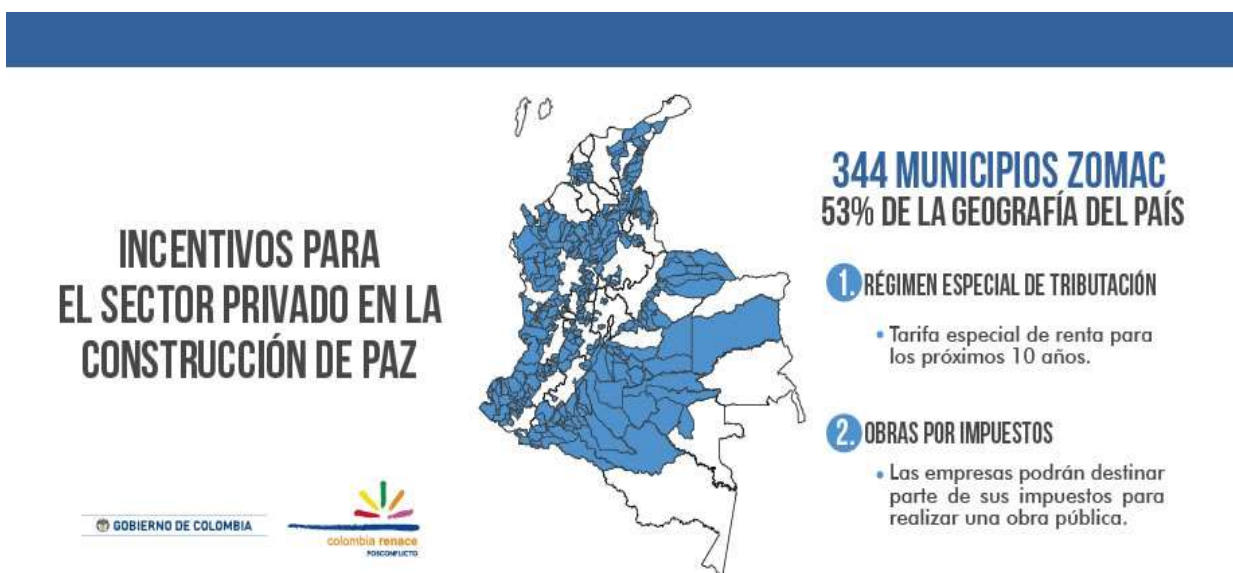 INCENTIVOS PARA
EL SECTOR PRIVADO EN LA
CONSTRUCCIÓN DE PAZ
GOBIERNO DE COLOMBIA
colombia renace
POSCONFLICTO
344 MUNICIPIOS ZOMAC
53% DE LA GEOGRAFÍA DEL PAÍS
1. RÉGIMEN ESPECIAL DE TRIBUTACIÓN
• Tarifa especial de renta para
los próximos 10 años.
2. OBRAS POR IMPUESTOS
• Las empresas podrán destinar
parte de sus impuestos para
realizar una obra pública.